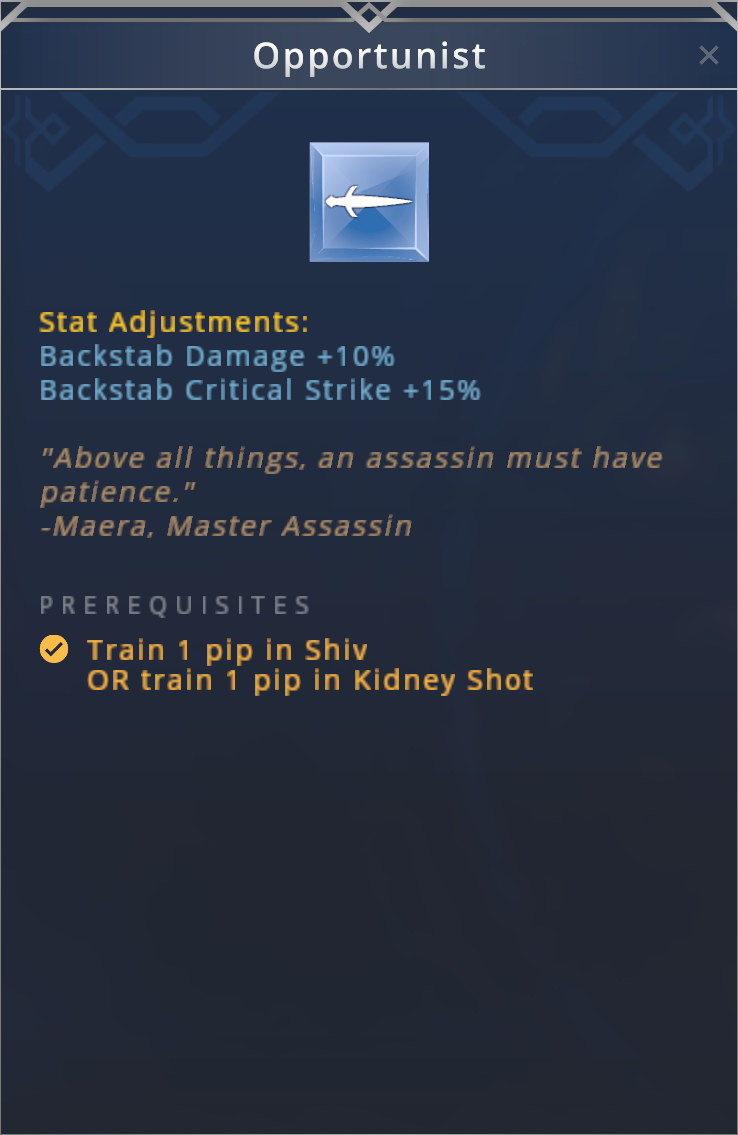 Opportunist
Stat Adjustments:
Backstab Damage +10%
Backstab Critical Strike +15%
"Above all things, an assassin must have
patience."
-Maera, Master Assassin
PREREQUISITES
Train 1 pip in Shiv
OR train 1 pip in Kidney Shot